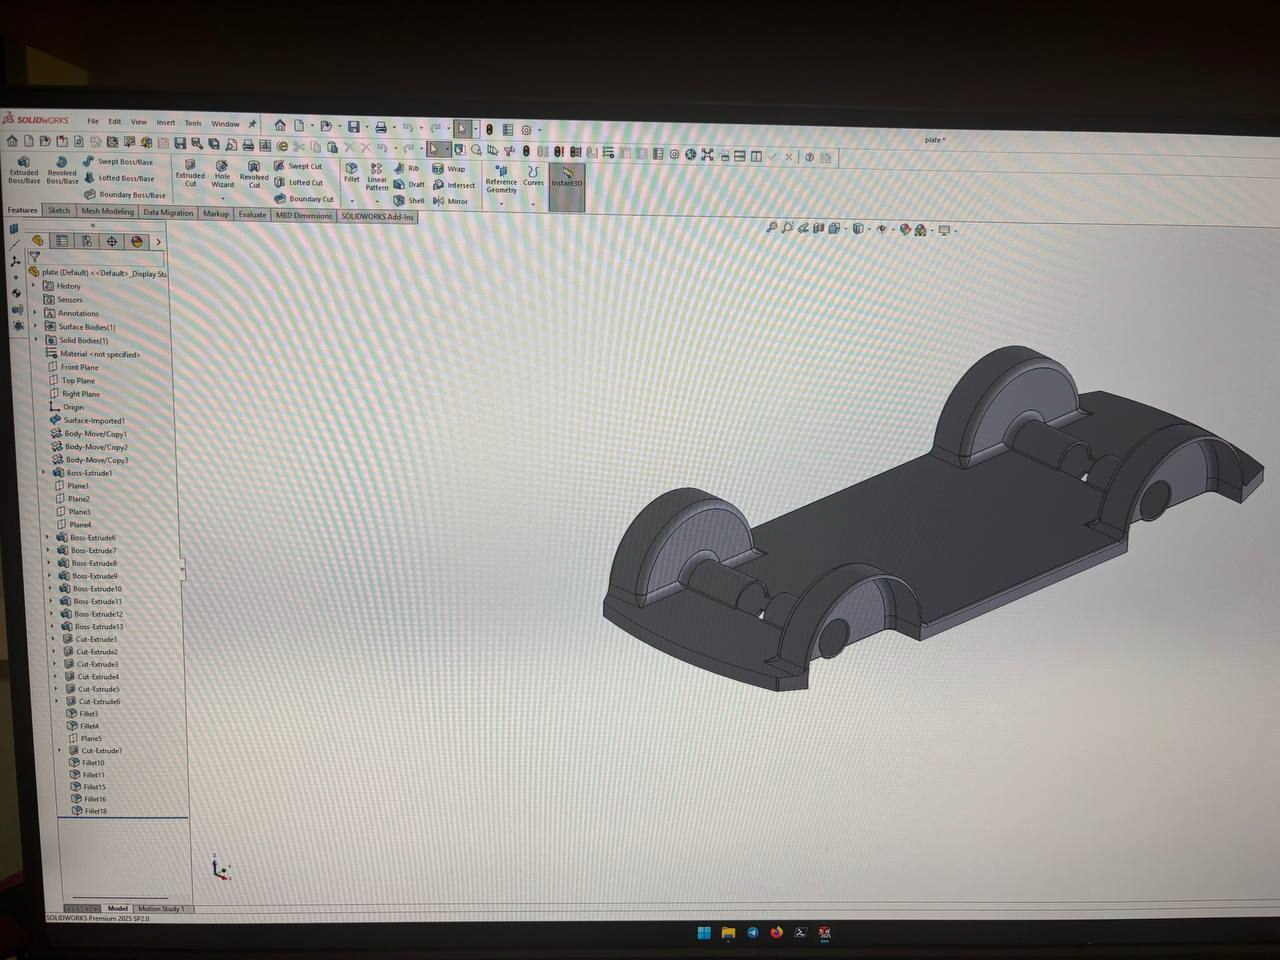 SOLIDWORKS File Edit View Insert Tools Window
plate *
Extruded Boss/Base
Revolved Boss/Base
Swept Boss/Base
Lofted Boss/Base
Boundary Boss/Base
Extruded Cut
Hole Wizard
Revolved Cut
Swept Cut
Lofted Cut
Boundary Cut
Fillet
Linear Pattern
Rib
Draft
Shell
Wrap
Intersect
Mirror
Reference Geometry
Curves
Instant3D
Features Sketch Mesh Modeling Data Migration Markup Evaluate MBD Dimensions SOLIDWORKS Add-Ins
plate (Default) <<Default>_Display Sta
History
Sensors
Annotations
Surface Bodies(1)
Solid Bodies(1)
Material <not specified>
Front Plane
Top Plane
Right Plane
Origin
Surface-Imported1
Body-Move/Copy1
Body-Move/Copy2
Body-Move/Copy3
Boss-Extrude1
Plane1
Plane2
Plane3
Plane4
Boss-Extrude6
Boss-Extrude7
Boss-Extrude8
Boss-Extrude9
Boss-Extrude10
Boss-Extrude11
Boss-Extrude12
Boss-Extrude13
Cut-Extrude1
Cut-Extrude2
Cut-Extrude3
Cut-Extrude4
Cut-Extrude5
Cut-Extrude6
Fillet3
Fillet4
Plane5
Cut-Extrude7
Fillet10
Fillet11
Fillet15
Fillet16
Fillet18
Model Motion Study 1
SOLIDWORKS Premium 2025 SP2.0